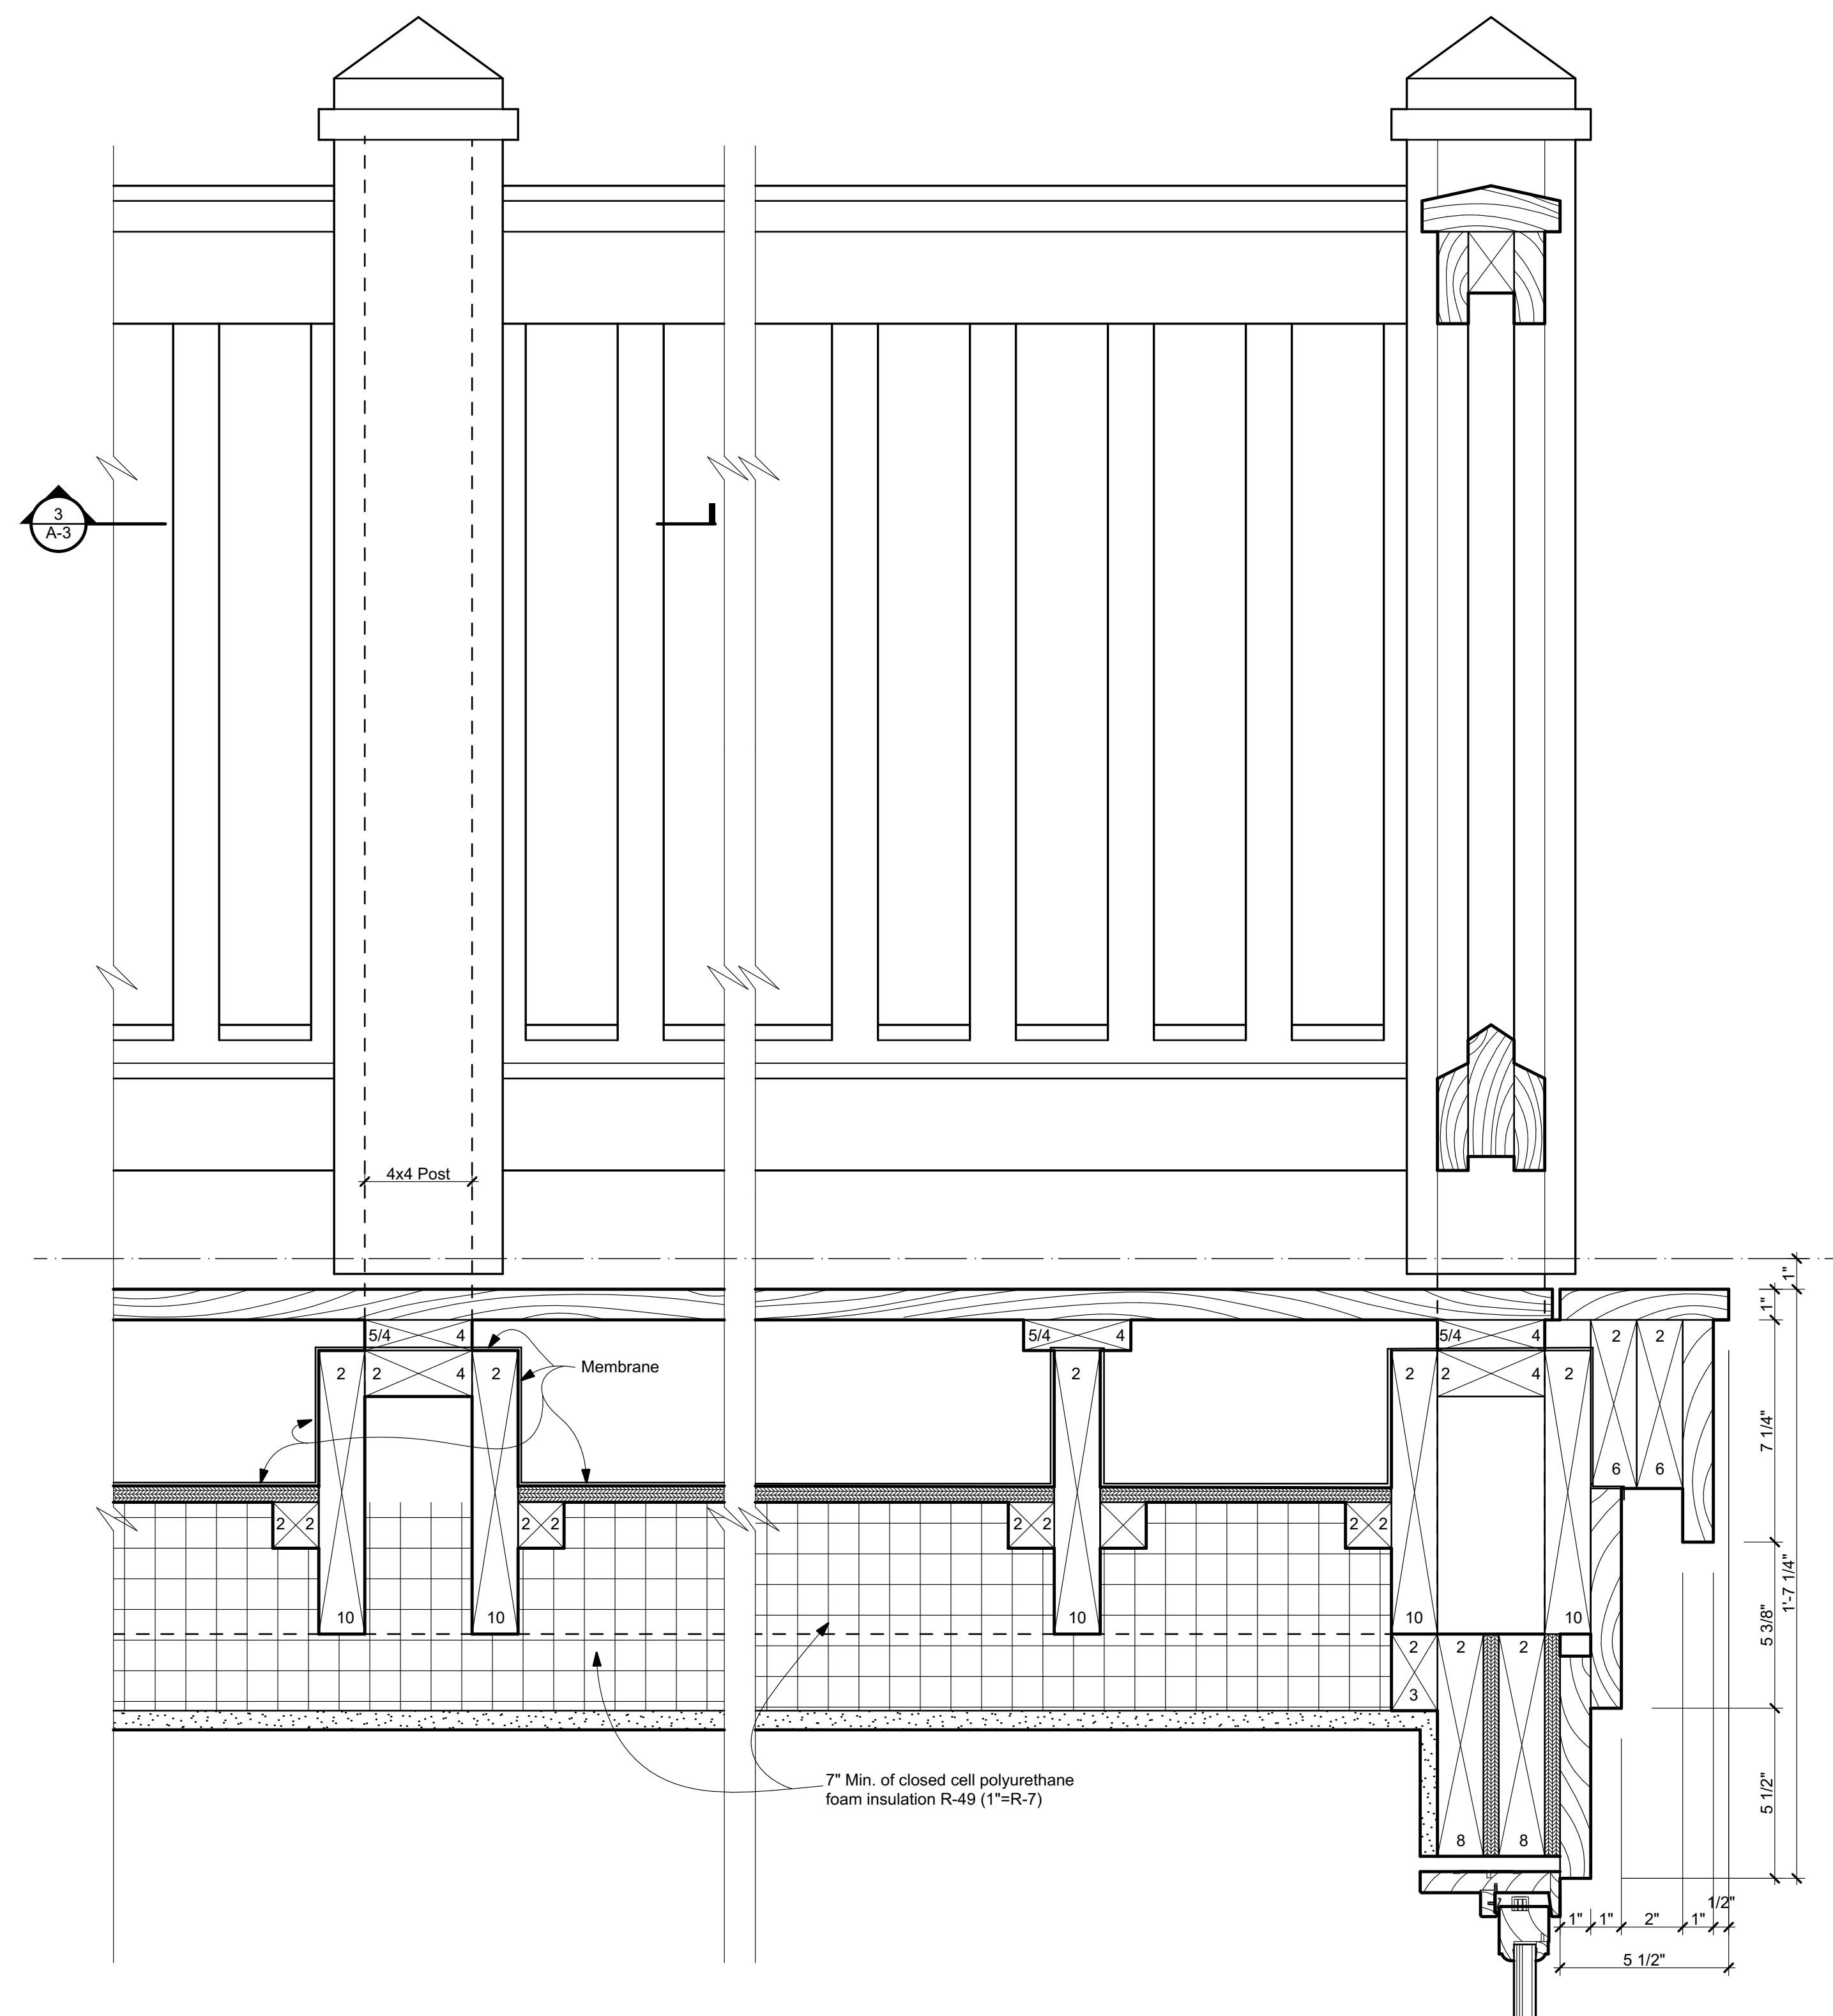 3
A-3
4x4 Post
1"
1"
5/4 4
5/4 4
5/4 4
2 2
2 2 4 2
Membrane
2
2 2 4 2
7 1/4"
6 6
2 2
2 2
2 2
2 2
1'-7 1/4"
10 10
10
10 10
5 3/8"
2 2 2
3
7" Min. of closed cell polyurethane
foam insulation R-49 (1"=R-7)
5 1/2"
8 8
1/2"
1" 1" 2" 1"
5 1/2"